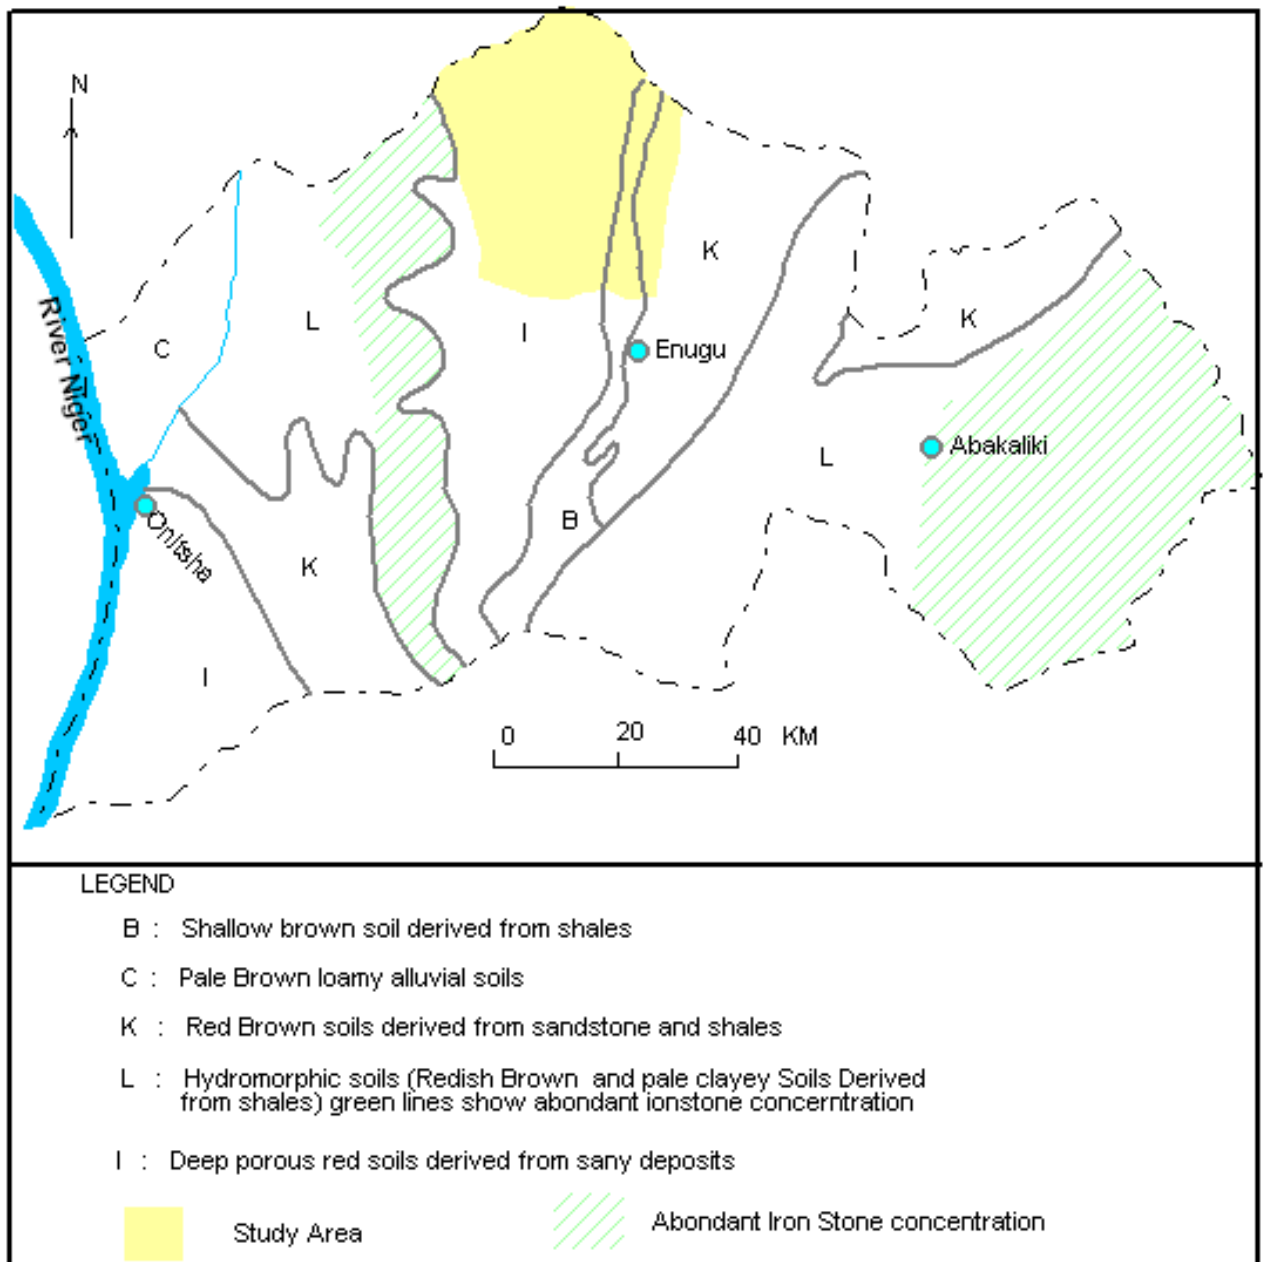 N
K
K
River Niger
L
C
I
Enugu
Abakaliki
L
B
Onitsha
K
I
0 20 40 KM
LEGEND
B : Shallow brown soil derived from shales
C : Pale Brown loamy alluvial soils
K : Red Brown soils derived from sandstone and shales
L : Hydromorphic soils (Redish Brown and pale clayey Soils Derived
from shales) green lines show abondant ionstone concerntration
I : Deep porous red soils derived from sany deposits
Study Area
Abondant Iron Stone concentration